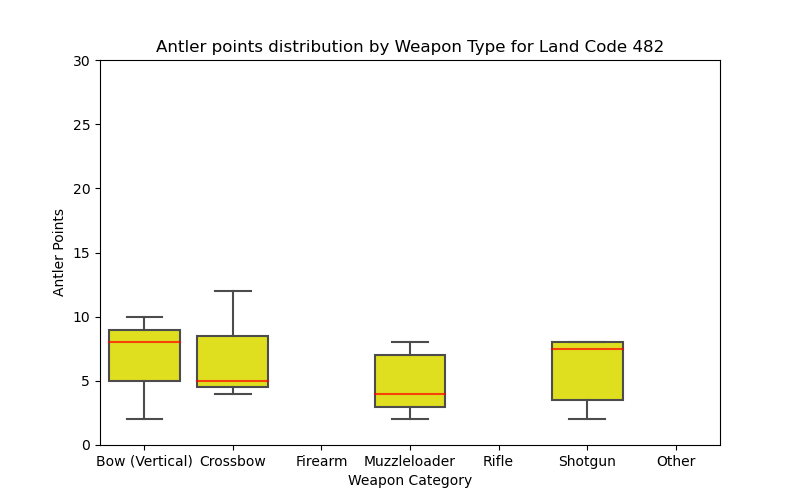 Antler points distribution by Weapon Type for Land Code 482
30
25
20
15
10
5
0
Antler Points
Bow (Vertical) Crossbow Firearm Muzzleloader Rifle Shotgun Other
Weapon Category